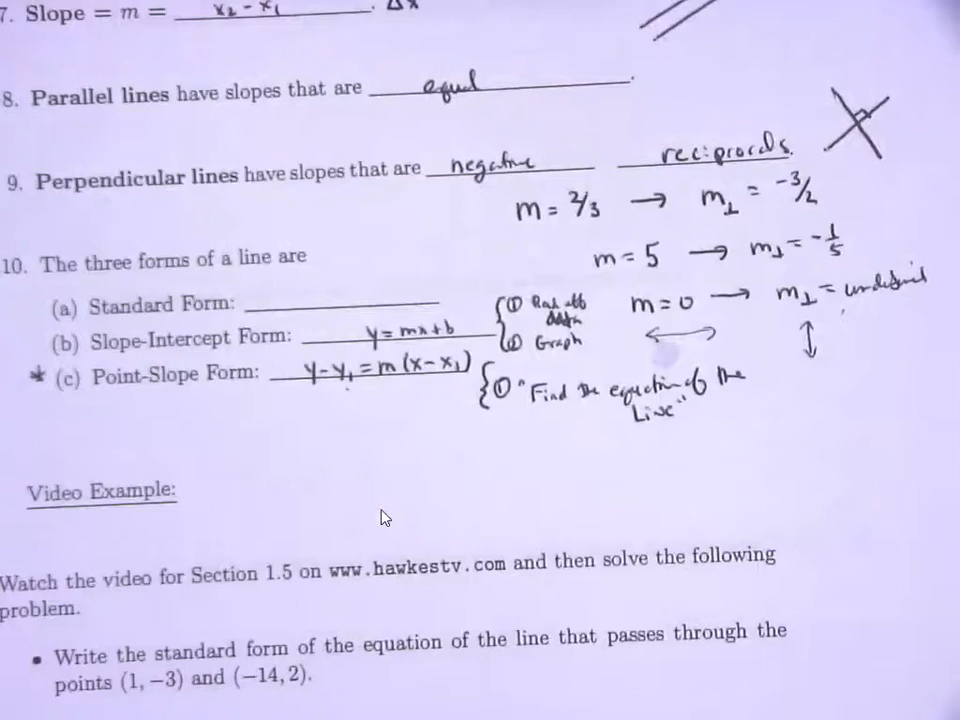 7. Slope = m = x₂ - x₁ . Δx
8. Parallel lines have slopes that are equal.
9. Perpendicular lines have slopes that are negative reciprocals.
m = 2/3 → m⊥ = -3/2
m = 5 → m⊥ = -1/5
10. The three forms of a line are
(a) Standard Form:
① Read off data
m = 0 → m⊥ = undefined
(b) Slope-Intercept Form: y = mx + b
② Graph
* (c) Point-Slope Form: y - y₁ = m(x - x₁)
① "Find the equation of the
Line"
Video Example:
Watch the video for Section 1.5 on www.hawkestv.com and then solve the following
problem.
• Write the standard form of the equation of the line that passes through the
points (1, −3) and (−14, 2).